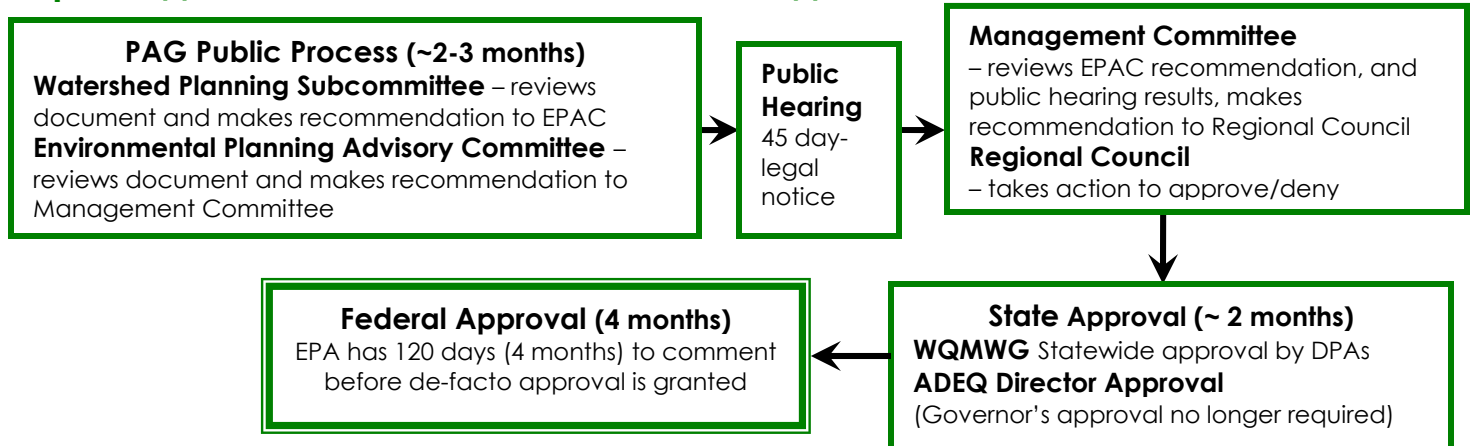 PAG Public Process (~2-3 months)
Watershed Planning Subcommittee – reviews
document and makes recommendation to EPAC
Environmental Planning Advisory Committee –
reviews document and makes recommendation to
Management Committee
Public
Hearing
45 day-
legal
notice
Management Committee
– reviews EPAC recommendation, and
public hearing results, makes
recommendation to Regional Council
Regional Council
– takes action to approve/deny
State Approval (~ 2 months)
WQMWG Statewide approval by DPAs
ADEQ Director Approval
(Governor's approval no longer required)
Federal Approval (4 months)
EPA has 120 days (4 months) to comment
before de-facto approval is granted